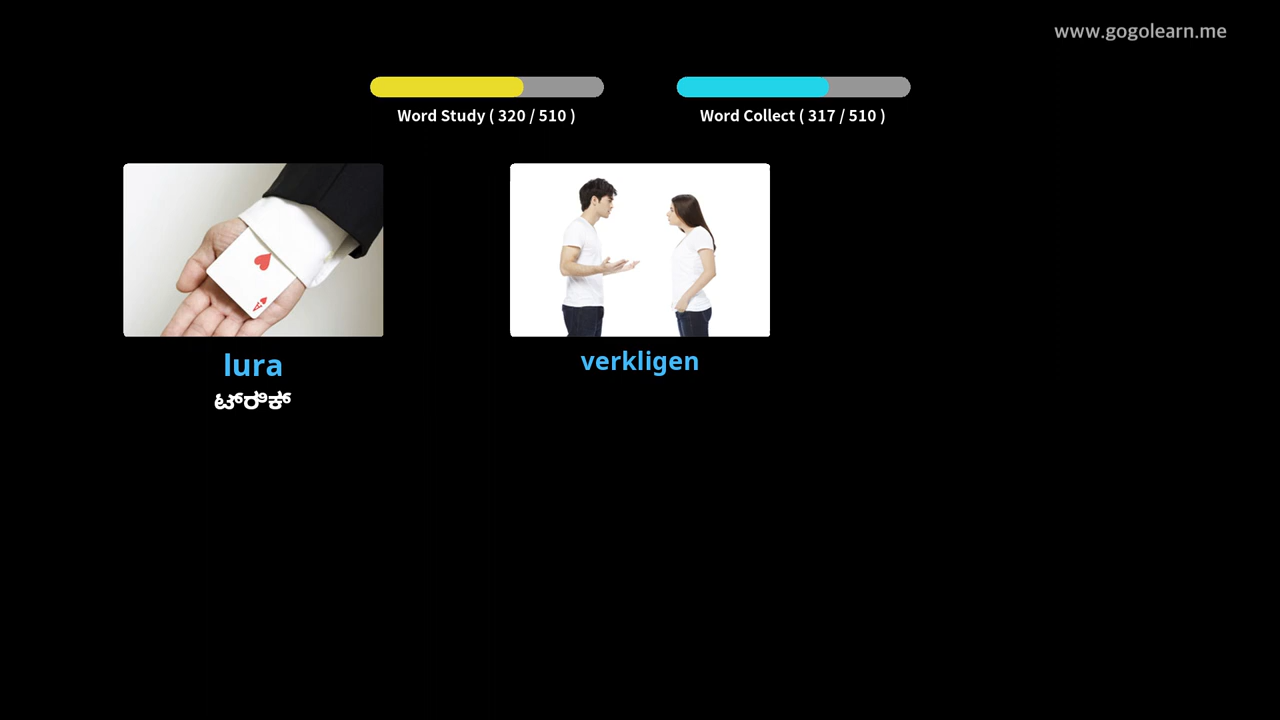 www.gogolearn.me
Word Study ( 320 / 510 )
Word Collect ( 317 / 510 )
lura
verkligen
ಟ್ರಿಕ್